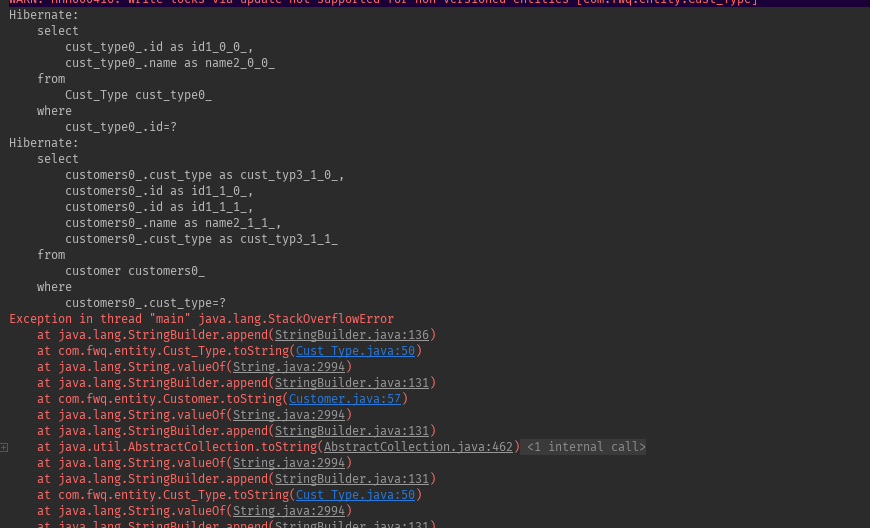 WARN: HHH000416: Write locks via update not supported for non-versioned entities [com.fwq.entity.Cust_Type]
Hibernate:
    select
        cust_type0_.id as id1_0_0_,
        cust_type0_.name as name2_0_0_
    from
        Cust_Type cust_type0_
    where
        cust_type0_.id=?
Hibernate:
    select
        customers0_.cust_type as cust_typ3_1_0_,
        customers0_.id as id1_1_0_,
        customers0_.id as id1_1_1_,
        customers0_.name as name2_1_1_,
        customers0_.cust_type as cust_typ3_1_1_
    from
        customer customers0_
    where
        customers0_.cust_type=?
Exception in thread "main" java.lang.StackOverflowError
    at java.lang.StringBuilder.append(StringBuilder.java:136)
    at com.fwq.entity.Cust_Type.toString(Cust_Type.java:50)
    at java.lang.String.valueOf(String.java:2994)
    at java.lang.StringBuilder.append(StringBuilder.java:131)
    at com.fwq.entity.Customer.toString(Customer.java:57)
    at java.lang.String.valueOf(String.java:2994)
    at java.lang.StringBuilder.append(StringBuilder.java:131)
    at java.util.AbstractCollection.toString(AbstractCollection.java:462) <1 internal call>
    at java.lang.String.valueOf(String.java:2994)
    at java.lang.StringBuilder.append(StringBuilder.java:131)
    at com.fwq.entity.Cust_Type.toString(Cust_Type.java:50)
    at java.lang.String.valueOf(String.java:2994)
    at java.lang.StringBuilder.append(StringBuilder.java:131)